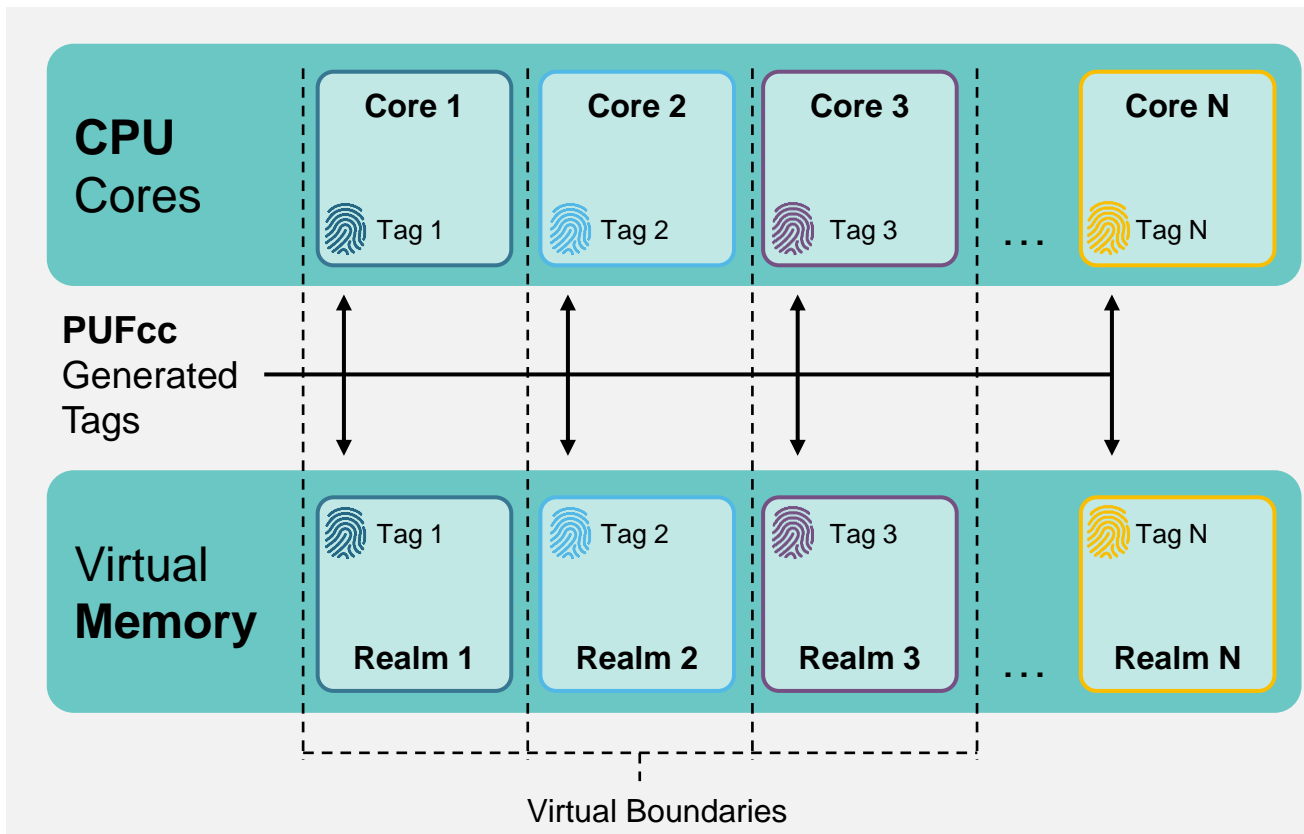 CPU
Cores
Core 1
Core 2
Core 3
Core N
Tag 1
Tag 2
Tag 3
...
Tag N
PUFcc
Generated
Tags
Virtual
Memory
Tag 1
Tag 2
Tag 3
Tag N
Realm 1
Realm 2
Realm 3
...
Realm N
Virtual Boundaries